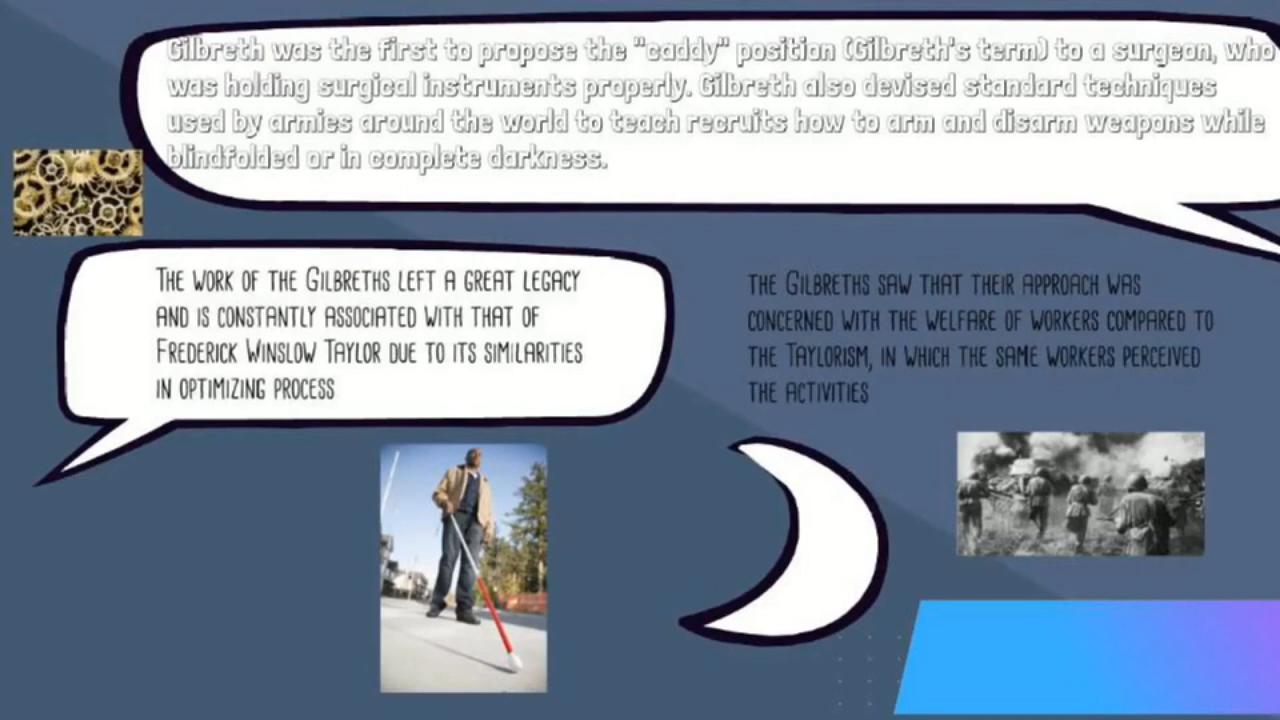 Gilbreth was the first to propose the "caddy" position (Gilbreth's term) to a surgeon, who
was holding surgical instruments properly. Gilbreth also devised standard techniques
used by armies around the world to teach recruits how to arm and disarm weapons while
blindfolded or in complete darkness.
THE WORK OF THE GILBRETHS LEFT A GREAT LEGACY
AND IS CONSTANTLY ASSOCIATED WITH THAT OF
FREDERICK WINSLOW TAYLOR DUE TO ITS SIMILARITIES
IN OPTIMIZING PROCESS
THE GILBRETHS SAW THAT THEIR APPROACH WAS
CONCERNED WITH THE WELFARE OF WORKERS COMPARED TO
THE TAYLORISM, IN WHICH THE SAME WORKERS PERCEIVED
THE ACTIVITIES